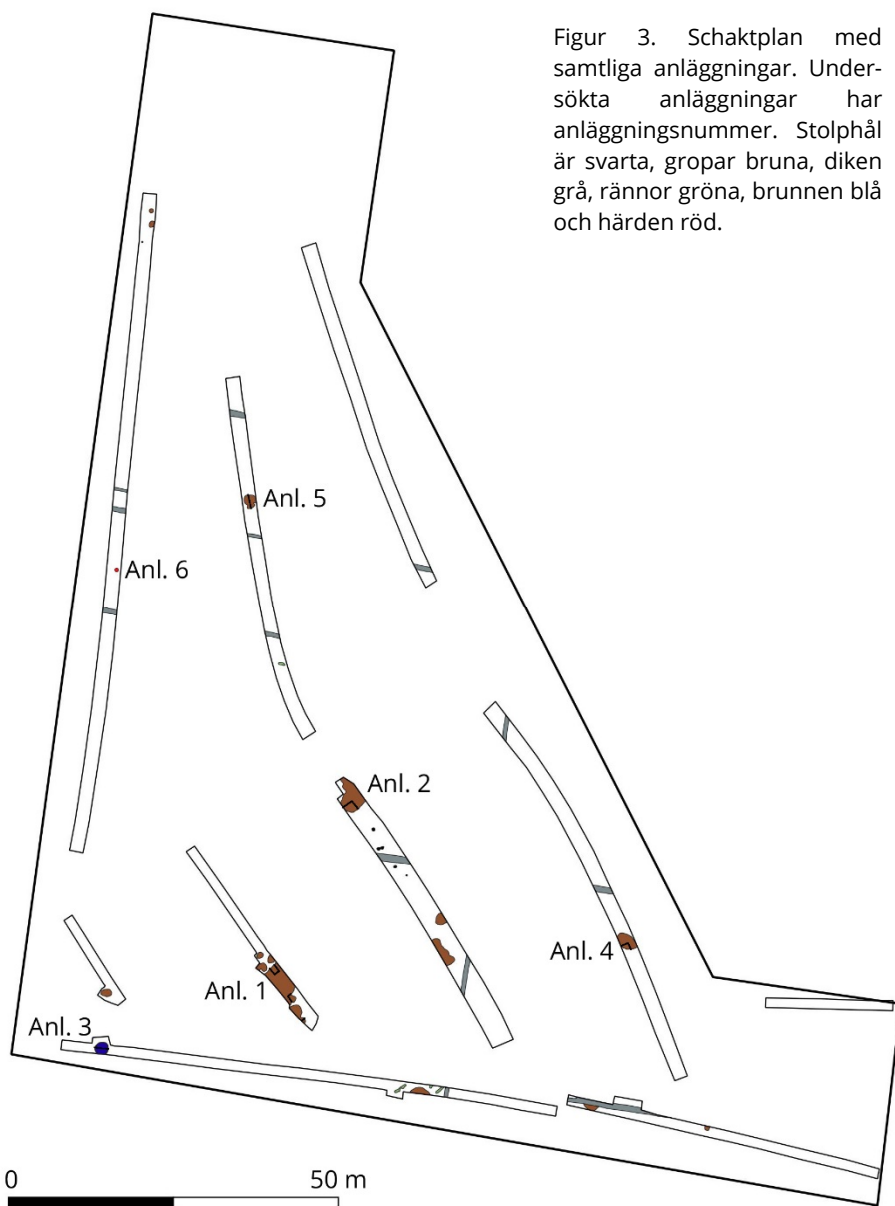 Figur 3. Schaktplan med
samtliga anläggningar. Under-
sökta anläggningar har
anläggningsnummer. Stolphål
är svarta, gropar bruna, diken
grå, rännor gröna, brunnen blå
och härden röd.
Anl. 5
Anl. 6
Anl. 2
Anl. 4
Anl. 1
Anl. 3
0 50 m